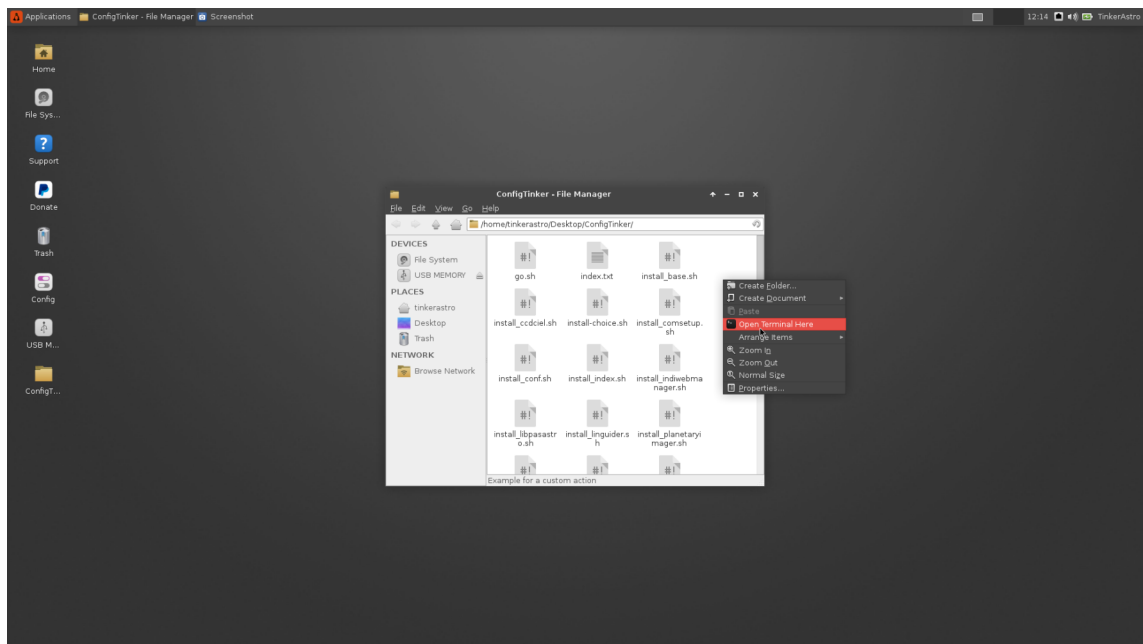 Applications ConfigTinker - File Manager Screenshot 12:14 TinkerAstro
Home
File Sys...
Support
Donate
Trash
Config
USB M...
ConfigT...
ConfigTinker - File Manager
File Edit View Go Help
/home/tinkerastro/Desktop/ConfigTinker/
DEVICES
File System
USB MEMORY
PLACES
tinkerastro
Desktop
Trash
NETWORK
Browse Network
go.sh index.txt install_base.sh
install_ccdciel.sh install-choice.sh install_comsetup.
sh
install_conf.sh install_index.sh install_indiwebma
nager.sh
install_libpasastr install_linguider.s install_planetaryi
o.sh h mager.sh
#! #! #!
Example for a custom action
Create Folder...
Create Document
Paste
Open Terminal Here
Arrange Items
Zoom In
Zoom Out
Normal Size
Properties...